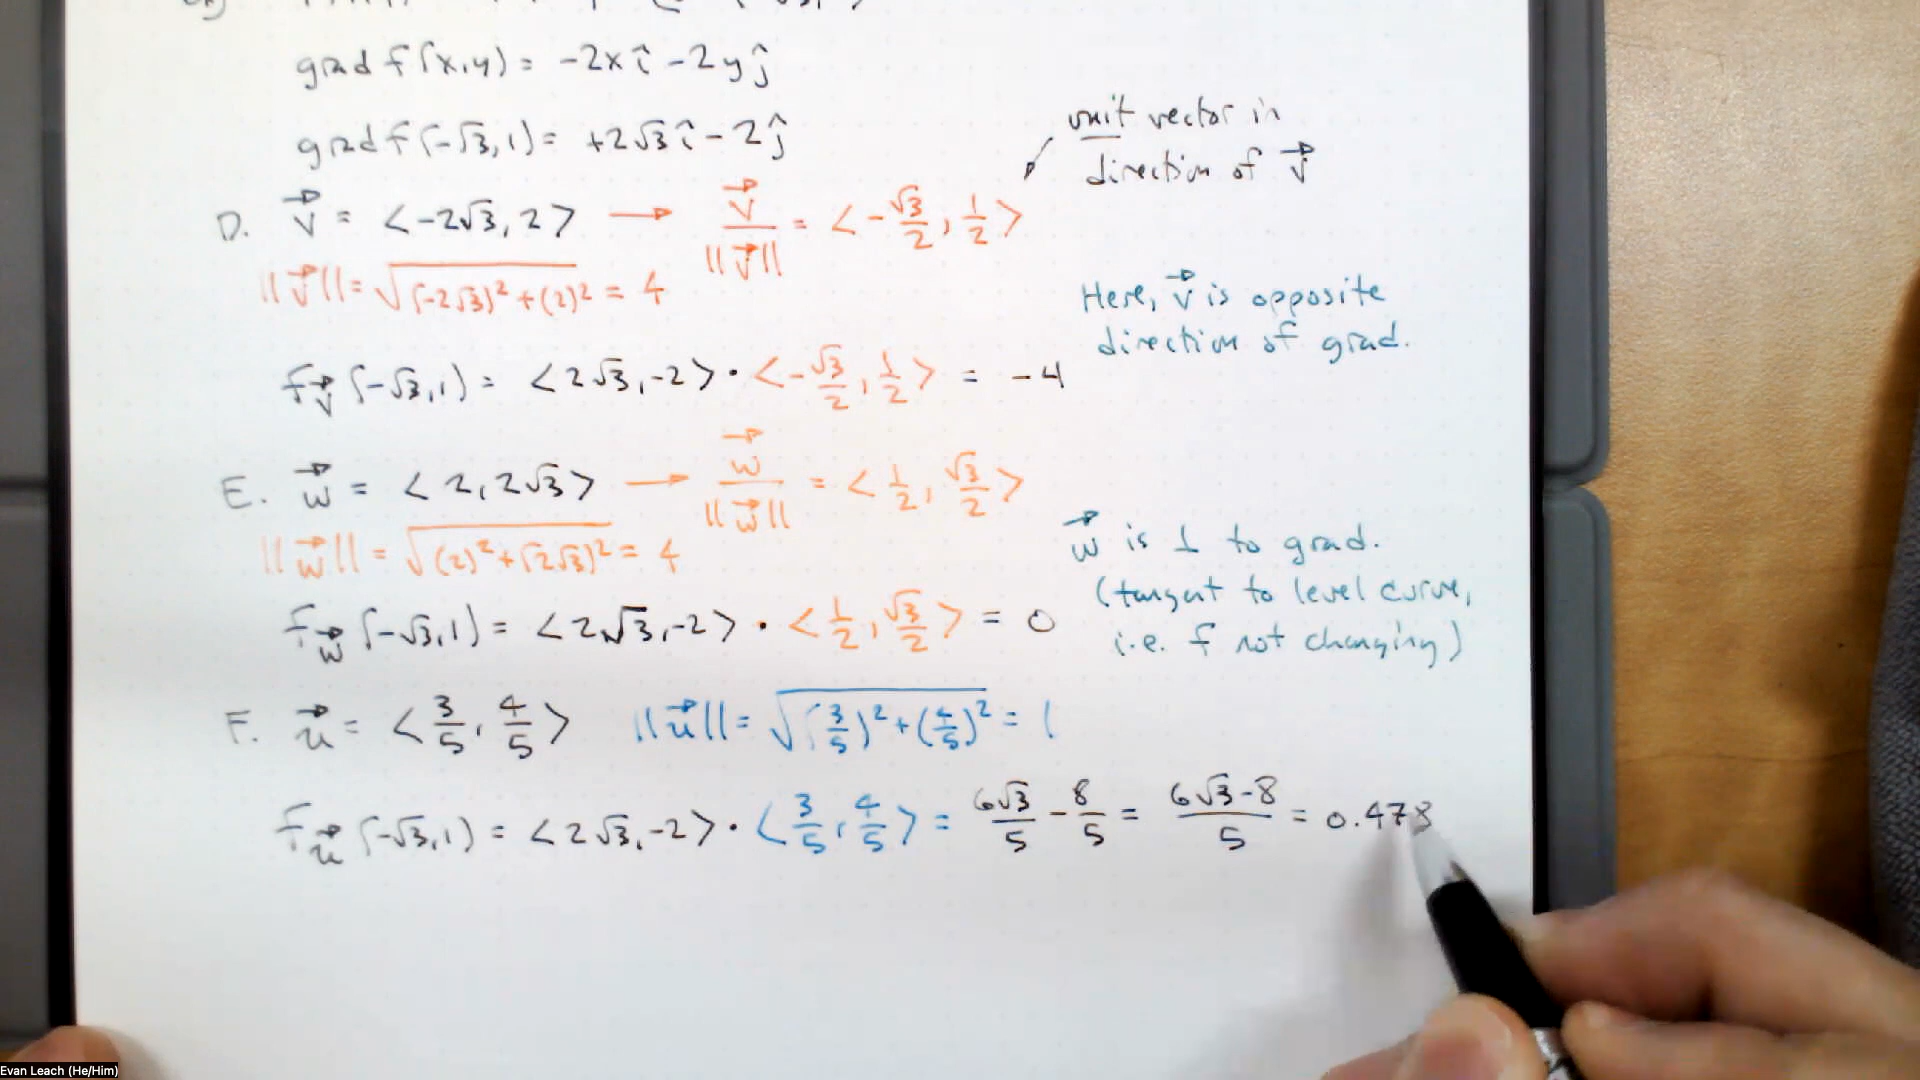 grad f(x,y) = -2x î - 2y ĵ
grad f(-√3, 1) = +2√3 î - 2 ĵ
unit vector in
direction of v⃗
D. v⃗ = <-2√3, 2> → v⃗/||v⃗|| = <-√3/2, 1/2>
||v⃗|| = √((-2√3)² + (2)²) = 4
Here, v⃗ is opposite
direction of grad.
f_v⃗ (-√3, 1) = <2√3, -2> · <-√3/2, 1/2> = -4
E. w⃗ = <2, 2√3> → w⃗/||w⃗|| = <1/2, √3/2>
||w⃗|| = √((2)² + (2√3)²) = 4
w⃗ is ⊥ to grad.
(tangent to level curve,
i.e. f not changing)
f_w⃗ (-√3, 1) = <2√3, -2> · <1/2, √3/2> = 0
F. u⃗ = <3/5, 4/5> ||u⃗|| = √((3/5)² + (4/5)²) = 1
f_u⃗ (-√3, 1) = <2√3, -2> · <3/5, 4/5> = 6√3/5 - 8/5 = (6√3-8)/5 = 0.478
Evan Leach (He/Him)